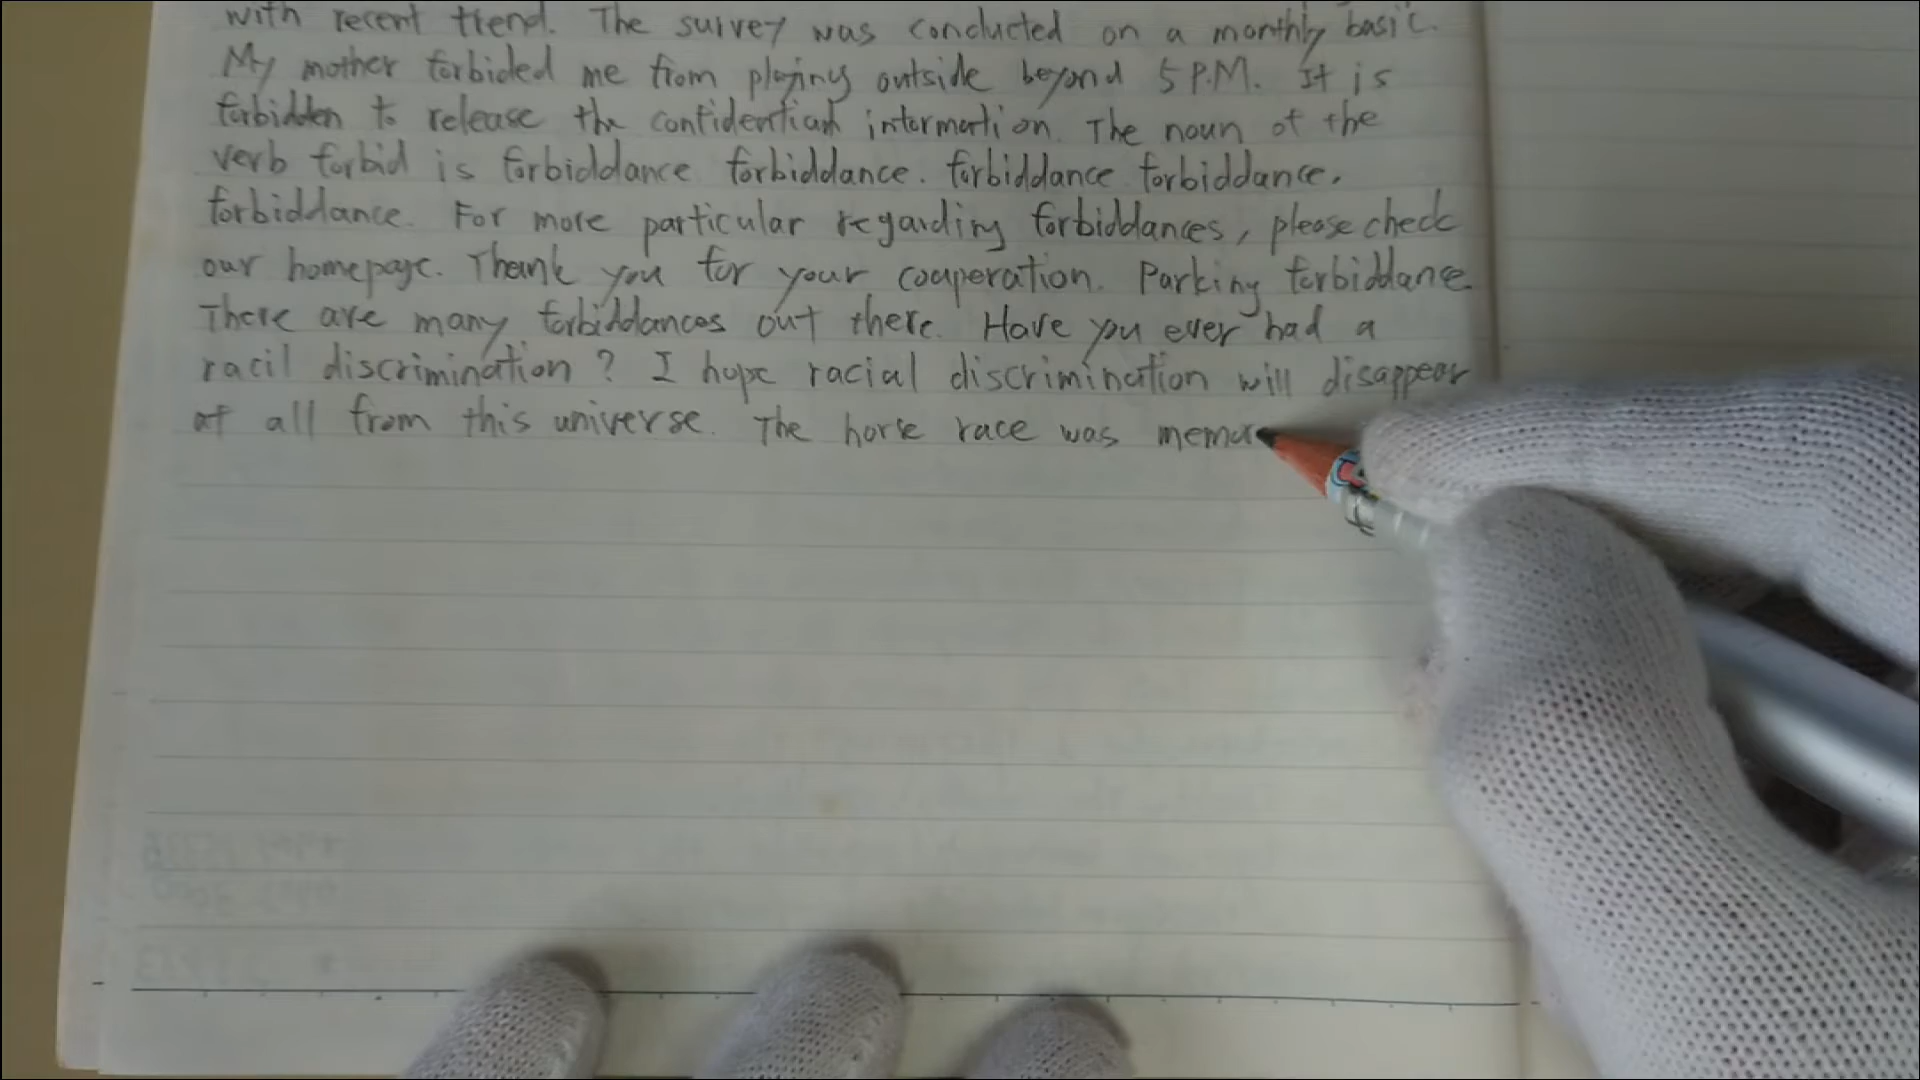 with recent trend. The survey was conducted on a monthly basic.
My mother forbided me from playing outside beyond 5 P.M. It is
forbidden to release the confidential information. The noun of the
verb forbid is forbiddance forbiddance. forbiddance forbiddance.
forbiddance. For more particular regarding forbiddances, please check
our homepage. Thank you for your cooperation. Parking forbiddance.
There are many forbiddances out there. Have you ever had a
racil discrimination? I hope racial discrimination will disappear
at all from this universe. The horse race was memor